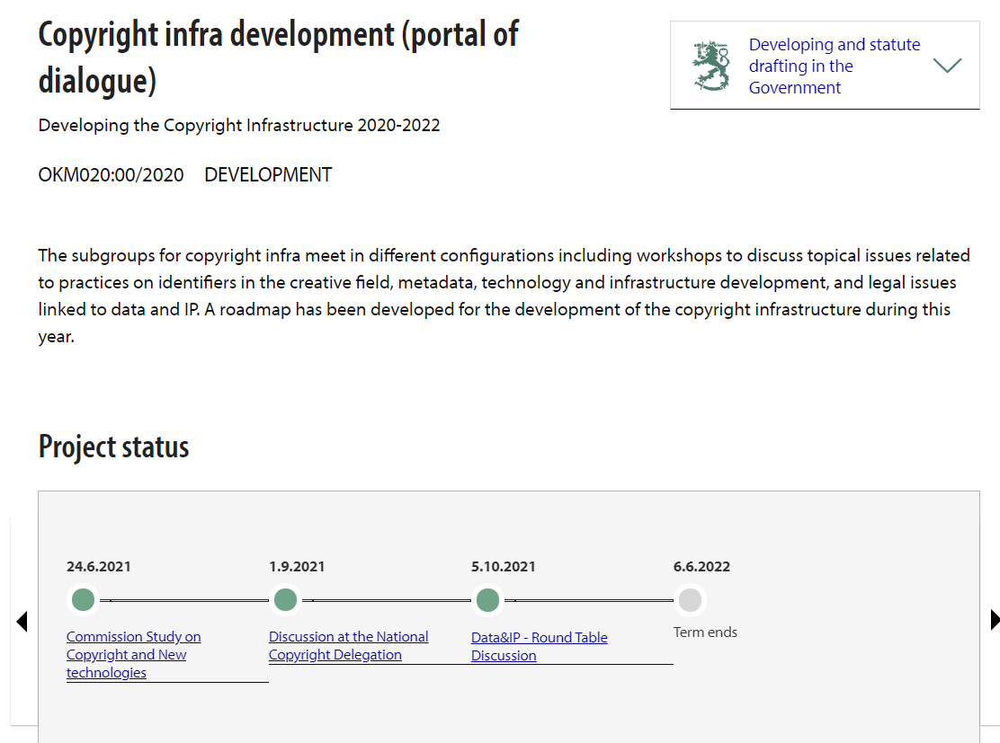 Copyright infra development (portal of
dialogue)
Developing and statute
drafting in the
Government
Developing the Copyright Infrastructure 2020-2022
OKM020:00/2020 DEVELOPMENT
The subgroups for copyright infra meet in different configurations including workshops to discuss topical issues related
to practices on identifiers in the creative field, metadata, technology and infrastructure development, and legal issues
linked to data and IP. A roadmap has been developed for the development of the copyright infrastructure during this
year.
Project status
24.6.2021
Commission Study on
Copyright and New
technologies
1.9.2021
Discussion at the National
Copyright Delegation
5.10.2021
Data&IP - Round Table
Discussion
6.6.2022
Term ends